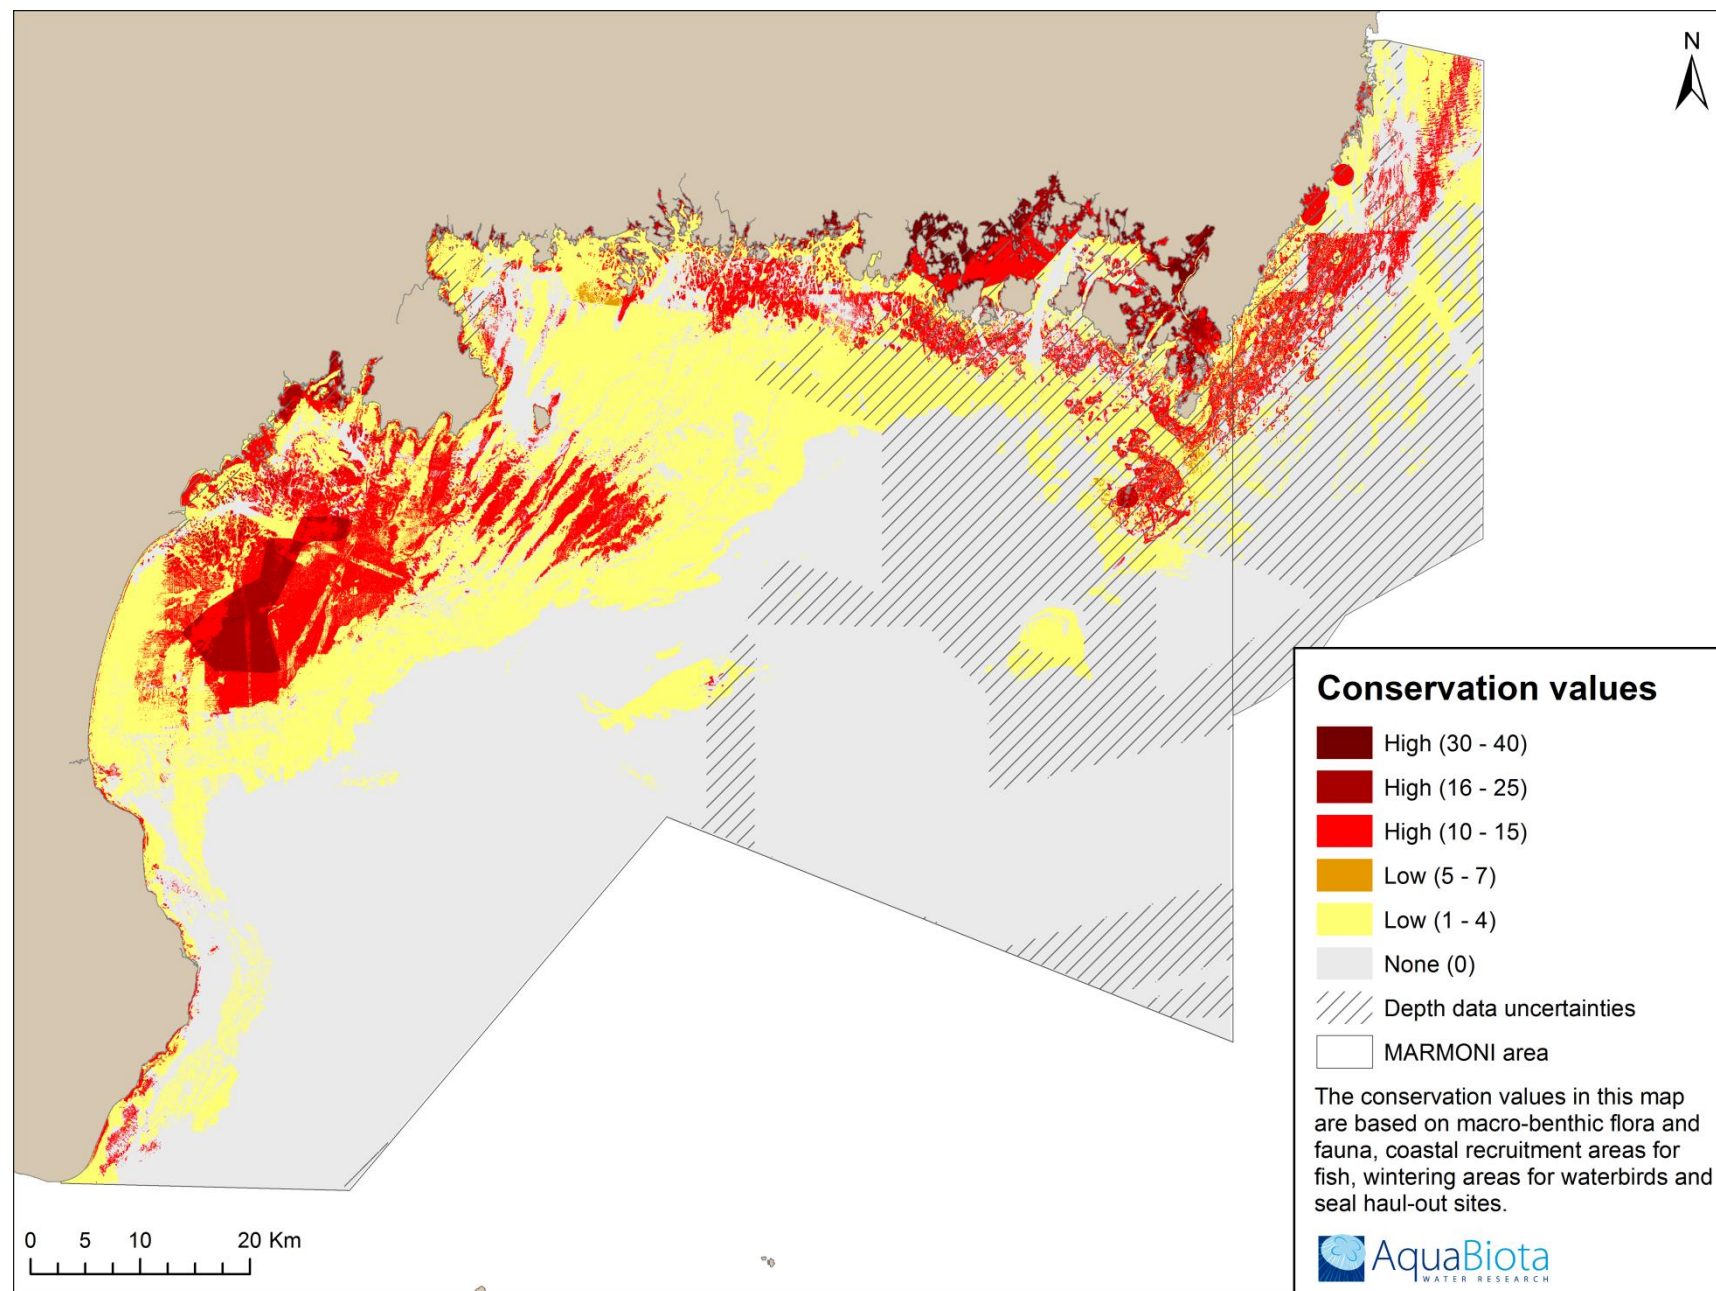 N
Conservation values
High (30 - 40)
High (16 - 25)
High (10 - 15)
Low (5 - 7)
Low (1 - 4)
None (0)
Depth data uncertainties
MARMONI area
The conservation values in this map
are based on macro-benthic flora and
fauna, coastal recruitment areas for
fish, wintering areas for waterbirds and
seal haul-out sites.
AquaBiota
WATER RESEARCH
0 5 10 20 Km